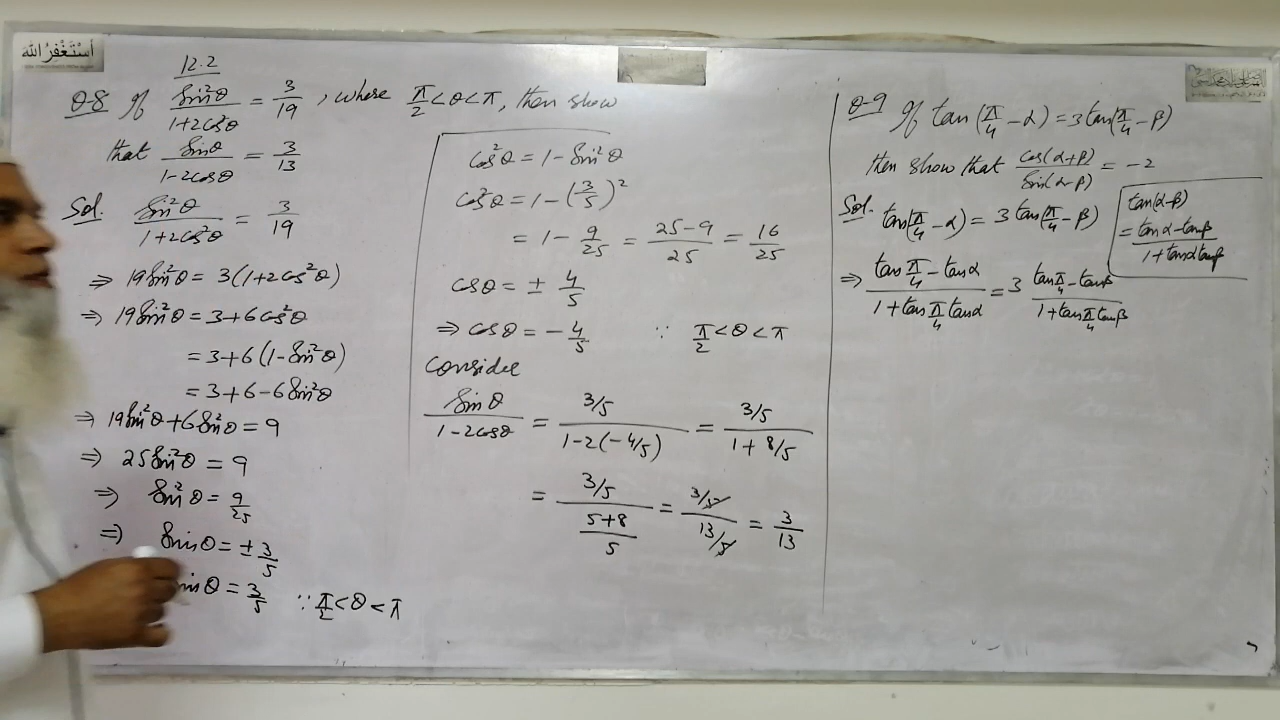 أستغفر الله
12.2
Q-8 If sin²θ/(1+2cos²θ) = 3/19, where π/2<θ<π, then show
that sinθ/(1-2cosθ) = 3/13
Sol. sin²θ/(1+2cos²θ) = 3/19
⇒ 19sin²θ = 3(1+2cos²θ)
⇒ 19sin²θ = 3+6cos²θ
= 3+6(1-sin²θ)
= 3+6-6sin²θ
⇒ 19sin²θ+6sin²θ = 9
⇒ 25sin²θ = 9
⇒ sin²θ = 9/25
⇒ sinθ = ± 3/5
sinθ = 3/5 ∵ π/2<θ<π
cos²θ = 1-sin²θ
cos²θ = 1-(3/5)²
= 1-9/25 = (25-9)/25 = 16/25
cosθ = ± 4/5
⇒ cosθ = -4/5 ∵ π/2<θ<π
Consider
sinθ/(1-2cosθ) = (3/5)/(1-2(-4/5)) = (3/5)/(1+8/5)
= (3/5)/((5+8)/5) = (3/5)/(13/5) = 3/13
Q-9 If tan(π/4-α) = 3tan(π/4-β)
then show that cos(α+β)/sin(α-β) = -2
Sol. tan(π/4-α) = 3tan(π/4-β)
⇒ (tanπ/4-tanα)/(1+tanπ/4 tanα) = 3 (tanπ/4-tanβ)/(1+tanπ/4 tanβ)
tan(α-β)
= (tanα-tanβ)/(1+tanαtanβ)